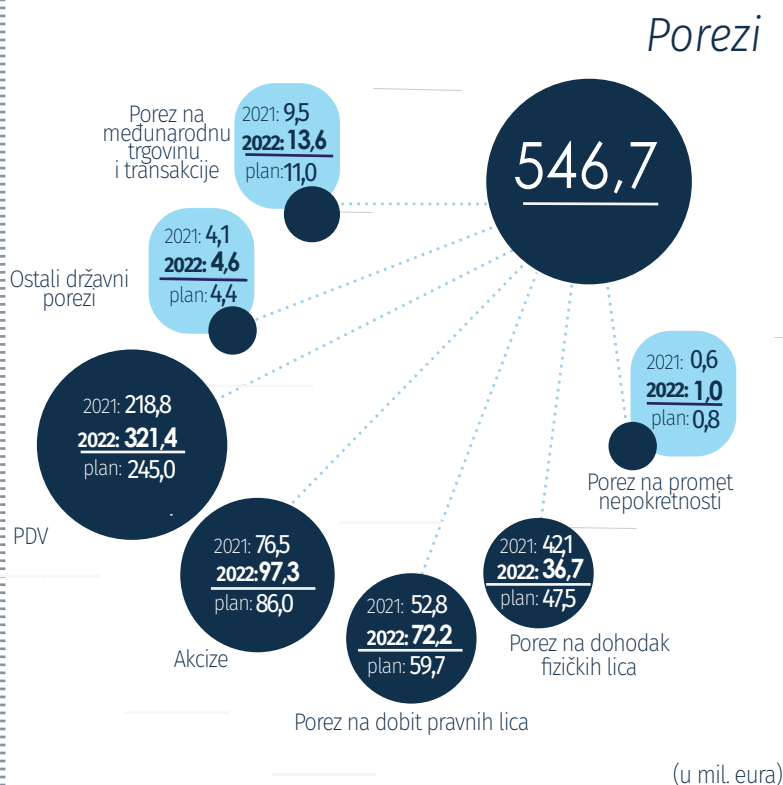 Porezi
546,7
Porez na
međunarodnu
trgovinu
i transakcije
2021: 9,5
2022: 13,6
plan: 11,0
Ostali državni
porezi
2021: 4,1
2022: 4,6
plan: 4,4
PDV
2021: 218,8
2022: 321,4
plan: 245,0
Akcize
2021: 76,5
2022: 97,3
plan: 86,0
2021: 52,8
2022: 72,2
plan: 59,7
Porez na dobit pravnih lica
2021: 42,1
2022: 36,7
plan: 47,5
Porez na dohodak
fizičkih lica
2021: 0,6
2022: 1,0
plan: 0,8
Porez na promet
nepokretnosti
(u mil. eura)